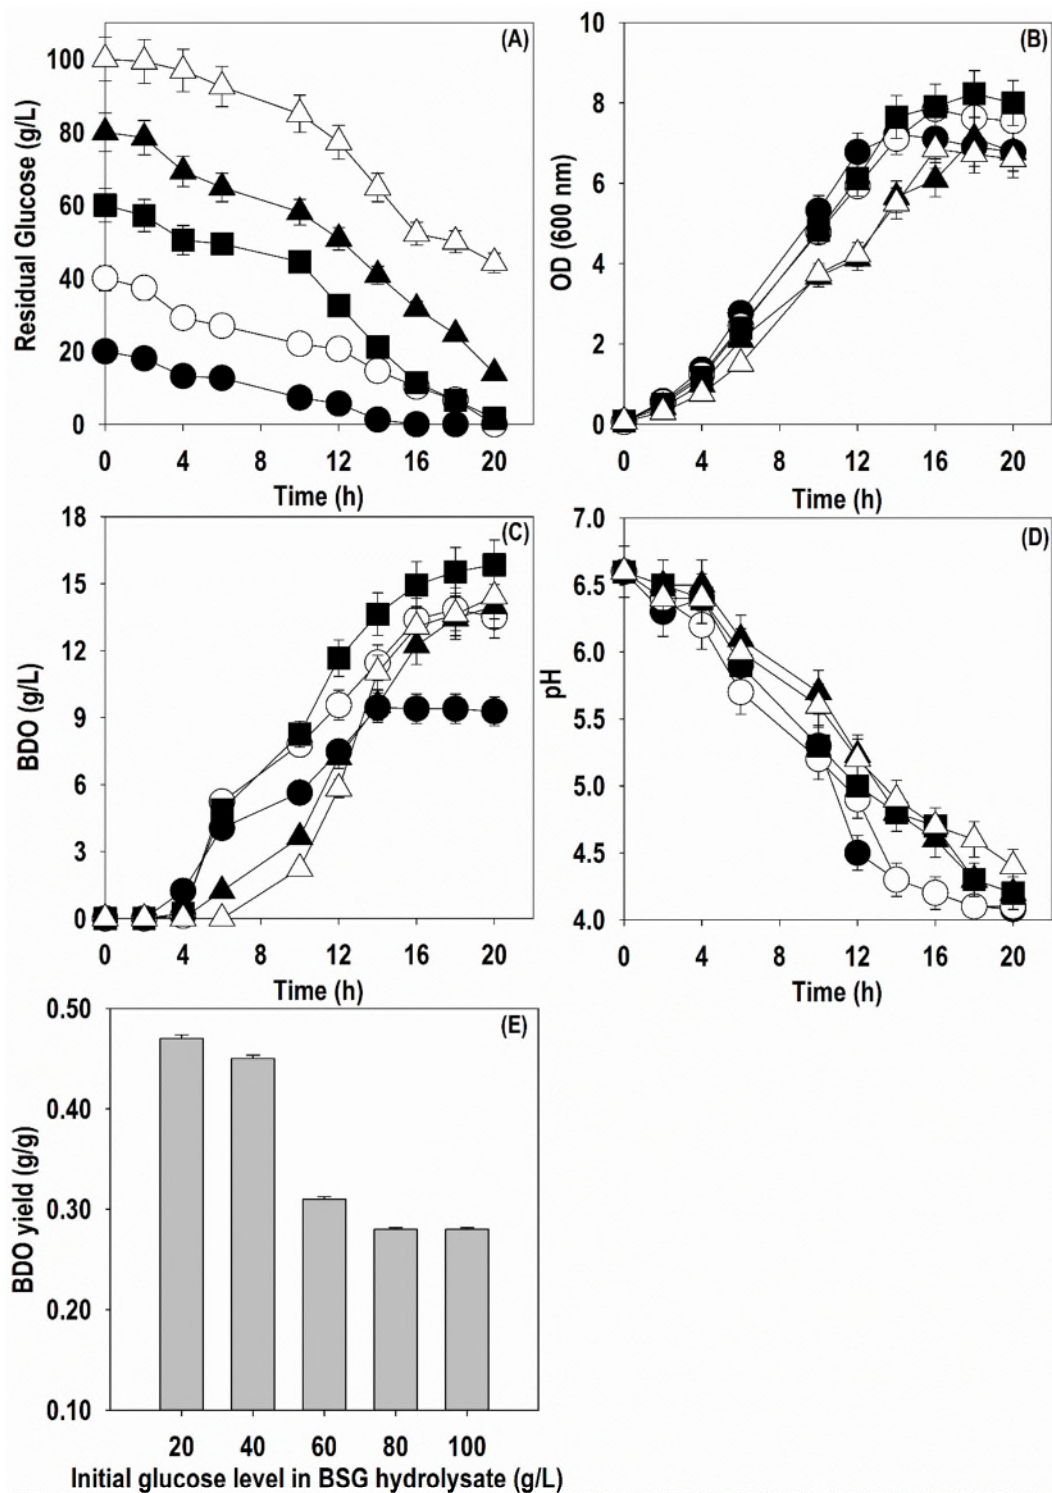 (A)
Residual Glucose (g/L)
100
80
60
40
20
0
0 4 8 12 16 20
Time (h)
(B)
OD (600 nm)
10
8
6
4
2
0
0 4 8 12 16 20
Time (h)
(C)
BDO (g/L)
18
15
12
9
6
3
0
0 4 8 12 16 20
Time (h)
(D)
pH
7.0
6.5
6.0
5.5
5.0
4.5
4.0
0 4 8 12 16 20
Time (h)
(E)
BDO yield (g/g)
0.50
0.40
0.30
0.20
0.10
20 40 60 80 100
Initial glucose level in BSG hydrolysate (g/L)